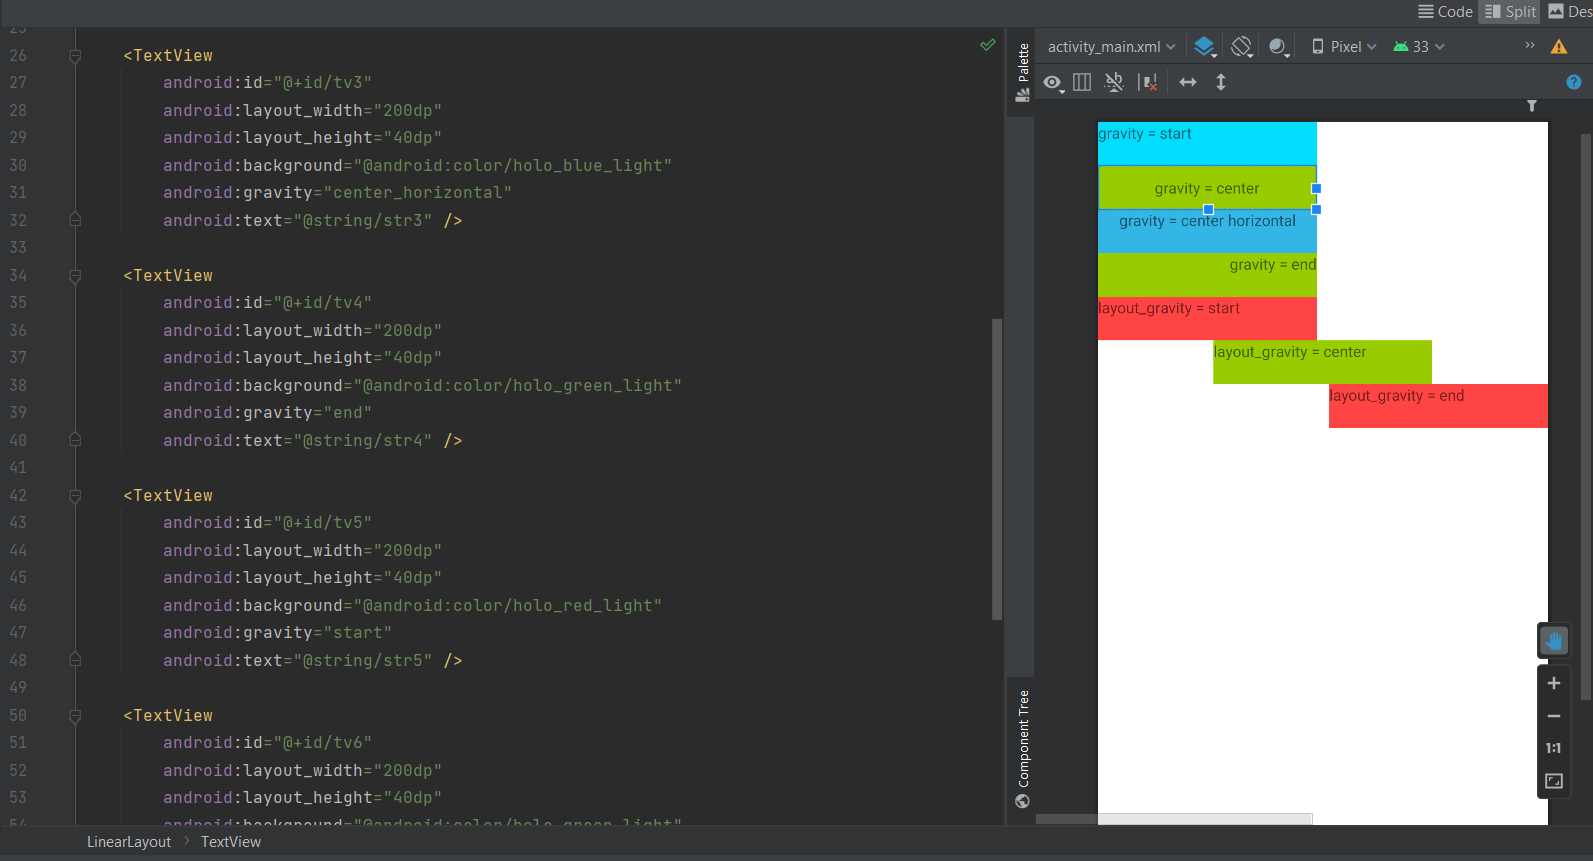 Code Split Des
25
26 <TextView
27 android:id="@+id/tv3"
28 android:layout_width="200dp"
29 android:layout_height="40dp"
30 android:background="@android:color/holo_blue_light"
31 android:gravity="center_horizontal"
32 android:text="@string/str3" />
33
34 <TextView
35 android:id="@+id/tv4"
36 android:layout_width="200dp"
37 android:layout_height="40dp"
38 android:background="@android:color/holo_green_light"
39 android:gravity="end"
40 android:text="@string/str4" />
41
42 <TextView
43 android:id="@+id/tv5"
44 android:layout_width="200dp"
45 android:layout_height="40dp"
46 android:background="@android:color/holo_red_light"
47 android:gravity="start"
48 android:text="@string/str5" />
49
50 <TextView
51 android:id="@+id/tv6"
52 android:layout_width="200dp"
53 android:layout_height="40dp"
54 android:background="@android:color/holo_green_light"
LinearLayout > TextView
Palette
Component Tree
activity_main.xml Pixel 33 »
?
gravity = start
gravity = center
gravity = center horizontal
gravity = end
layout_gravity = start
layout_gravity = center
layout_gravity = end
+
−
1:1